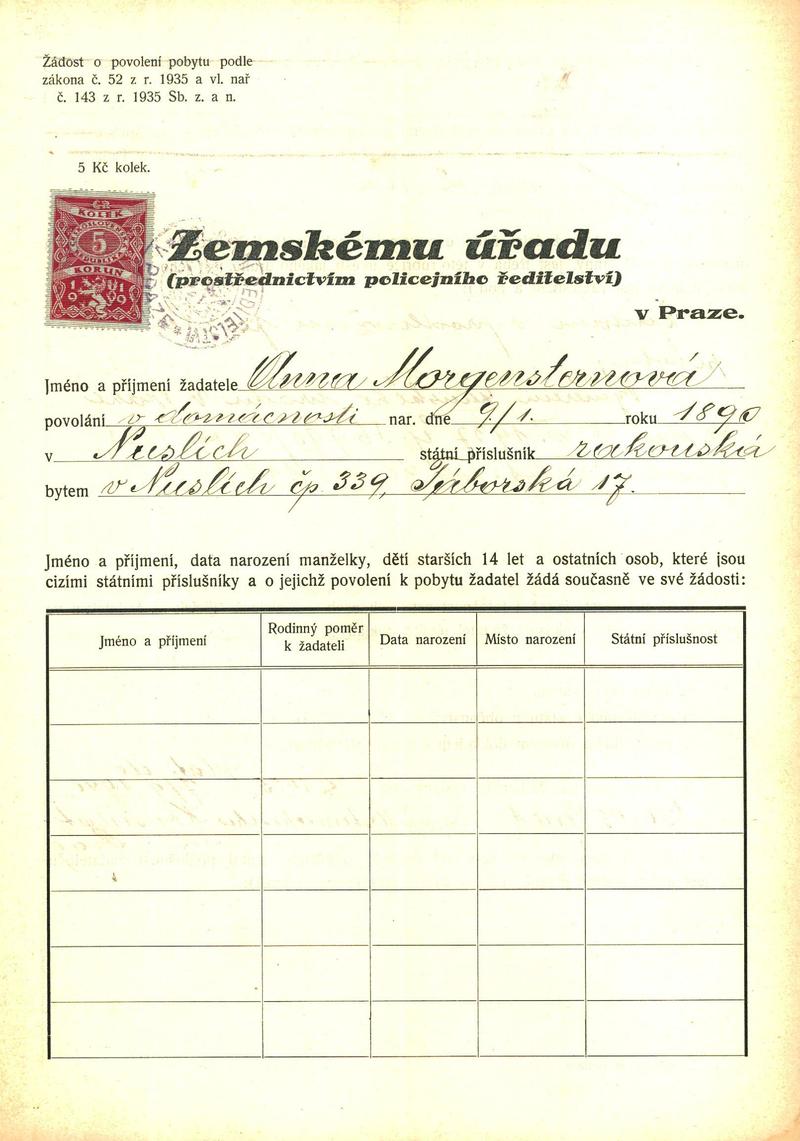 Žádost o povolení pobytu podle
zákona č. 52 z r. 1935 a vl. nař
č. 143 z r. 1935 Sb. z. a n.
5 Kč kolek.
KOLEK
5
KORUN
1919
Zemskému úřadu
(prostřednictvím policejního ředitelství)
v Praze.
Jméno a příjmení žadatele Anna Morgensternová
povolání v domácnosti nar. dne 9/1. roku 1890
v Nuslích státní příslušník rakouská
bytem v Nuslích čp 339, Táborská 17.
Jméno a příjmení, data narození manželky, dětí starších 14 let a ostatních osob, které jsou
cizími státními příslušníky a o jejichž povolení k pobytu žadatel žádá současně ve své žádosti:
Jméno a příjmení
Rodinný poměr
k žadateli
Data narození
Místo narození
Státní příslušnost